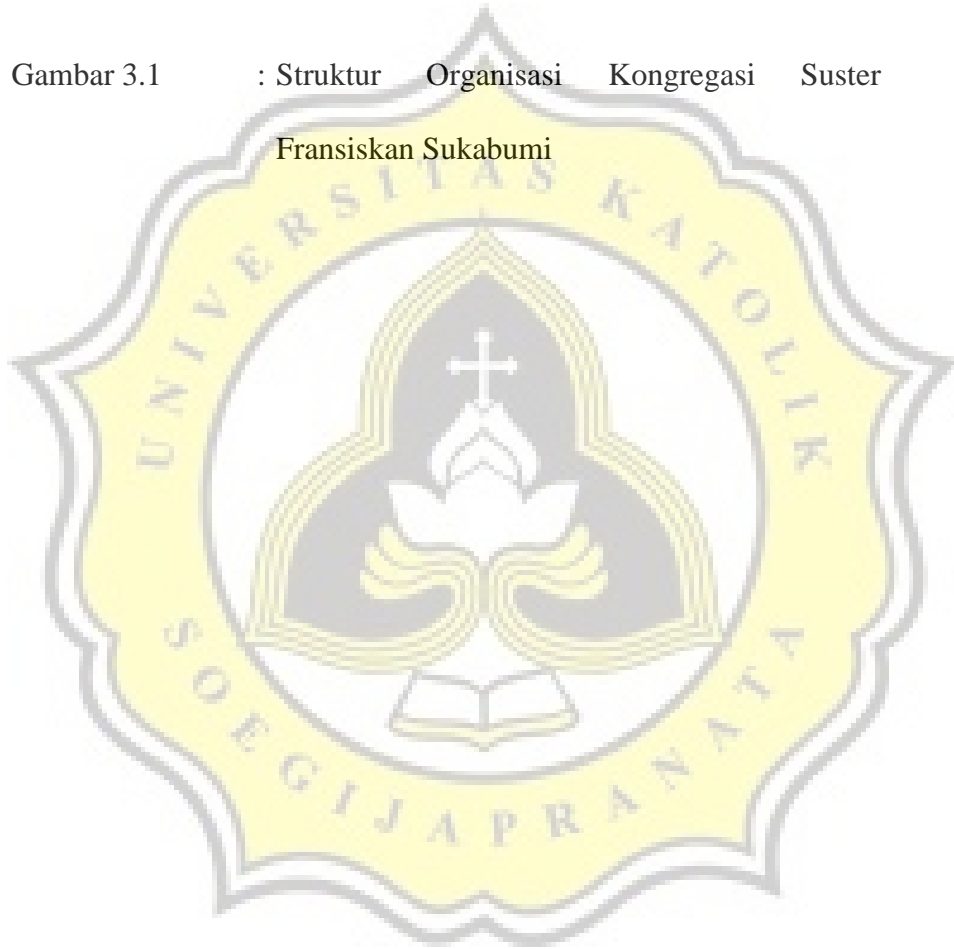 Gambar 3.1 : Struktur Organisasi Kongregasi Suster
Fransiskan Sukabumi
UNIVERSITAS KATOLIK
SOEGIJAPRANATA